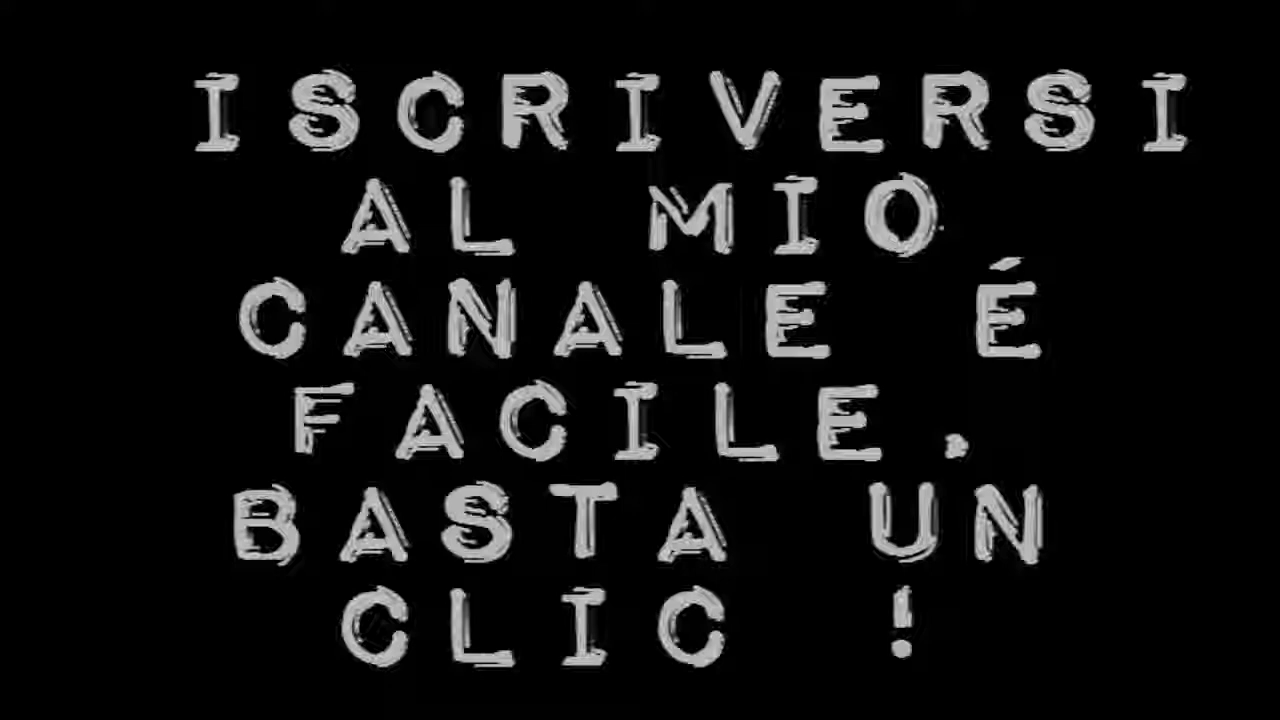 ISCRIVERSI
AL MIO
CANALE É
FACILE.
BASTA UN
CLIC !